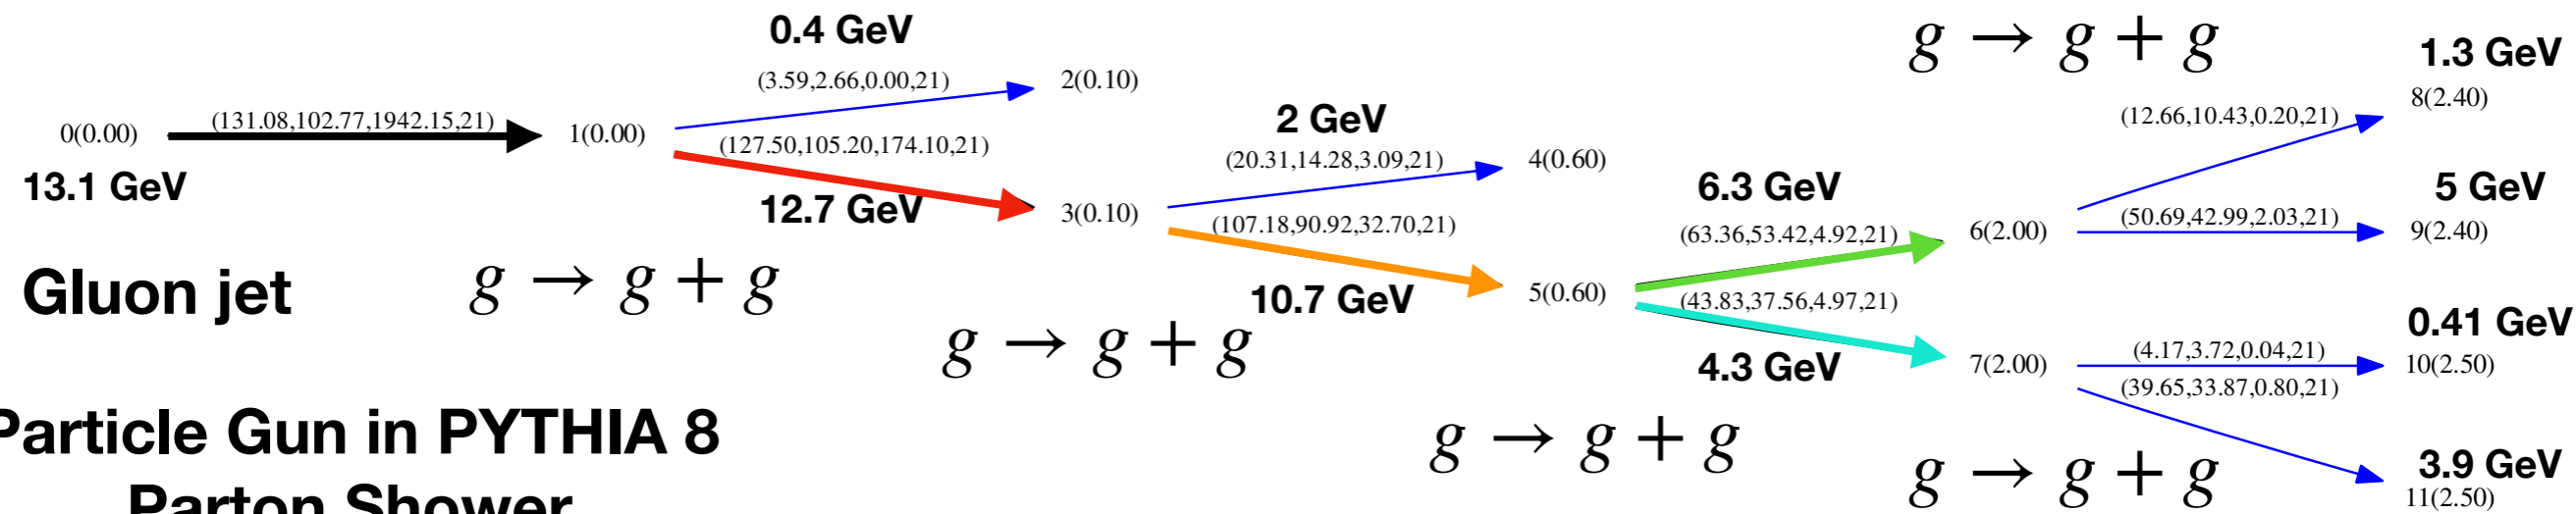 0.4 GeV
(3.59,2.66,0.00,21)
2(0.10)
0(0.00)
(131.08,102.77,1942.15,21)
1(0.00)
13.1 GeV
(127.50,105.20,174.10,21)
12.7 GeV
3(0.10)
2 GeV
(20.31,14.28,3.09,21)
4(0.60)
(107.18,90.92,32.70,21)
10.7 GeV
5(0.60)
6.3 GeV
(63.36,53.42,4.92,21)
6(2.00)
(43.83,37.56,4.97,21)
4.3 GeV
7(2.00)
g → g + g
1.3 GeV
(12.66,10.43,0.20,21)
8(2.40)
5 GeV
(50.69,42.99,2.03,21)
9(2.40)
0.41 GeV
(4.17,3.72,0.04,21)
10(2.50)
(39.65,33.87,0.80,21)
3.9 GeV
11(2.50)
Gluon jet
g → g + g
g → g + g
g → g + g
g → g + g
Particle Gun in PYTHIA 8
Parton Shower